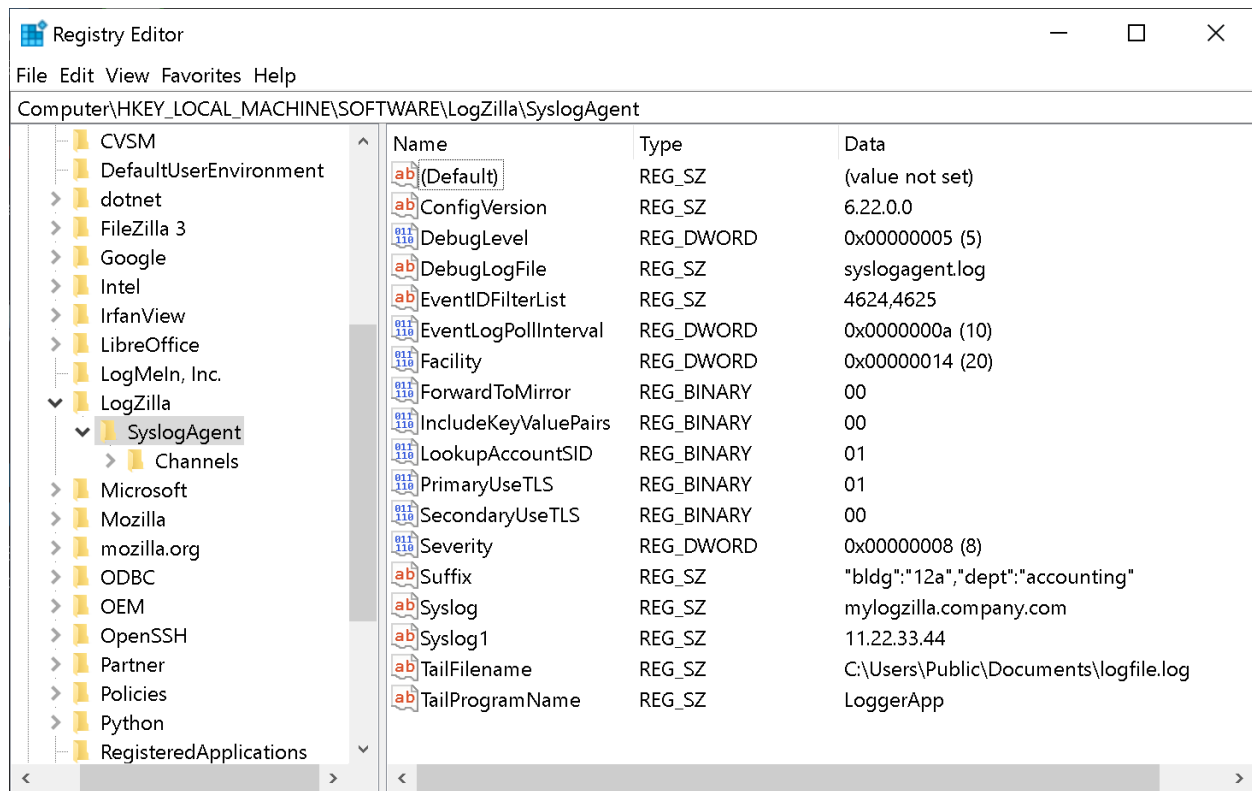 Registry Editor
File Edit View Favorites Help
Computer\HKEY_LOCAL_MACHINE\SOFTWARE\LogZilla\SyslogAgent
CVSM
DefaultUserEnvironment
dotnet
FileZilla 3
Google
Intel
IrfanView
LibreOffice
LogMeIn, Inc.
LogZilla
SyslogAgent
Channels
Microsoft
Mozilla
mozilla.org
ODBC
OEM
OpenSSH
Partner
Policies
Python
RegisteredApplications
Name Type Data
(Default) REG_SZ (value not set)
ConfigVersion REG_SZ 6.22.0.0
DebugLevel REG_DWORD 0x00000005 (5)
DebugLogFile REG_SZ syslogagent.log
EventIDFilterList REG_SZ 4624,4625
EventLogPollInterval REG_DWORD 0x0000000a (10)
Facility REG_DWORD 0x00000014 (20)
ForwardToMirror REG_BINARY 00
IncludeKeyValuePairs REG_BINARY 00
LookupAccountSID REG_BINARY 01
PrimaryUseTLS REG_BINARY 01
SecondaryUseTLS REG_BINARY 00
Severity REG_DWORD 0x00000008 (8)
Suffix REG_SZ "bldg":"12a","dept":"accounting"
Syslog REG_SZ mylogzilla.company.com
Syslog1 REG_SZ 11.22.33.44
TailFilename REG_SZ C:\Users\Public\Documents\logfile.log
TailProgramName REG_SZ LoggerApp